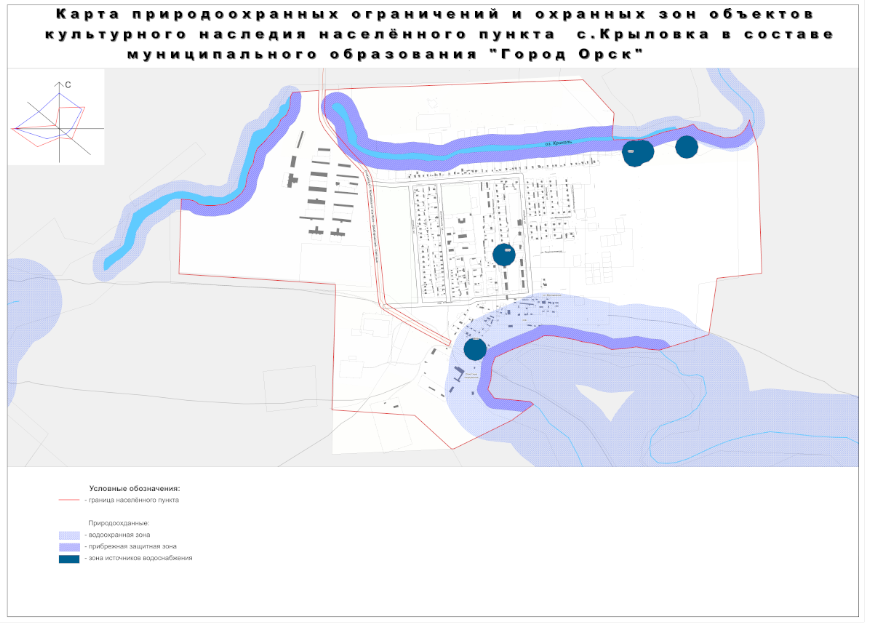 Карта природоохранных ограничений и охранных зон объектов
культурного наследия населённого пункта с.Крыловка в составе
муниципального образования "Город Орск"
С
Условные обозначения:
- граница населённого пункта
Природоохданные:
- водоохранная зона
- прибрежная защитная зона
- зона источников водоснабжения